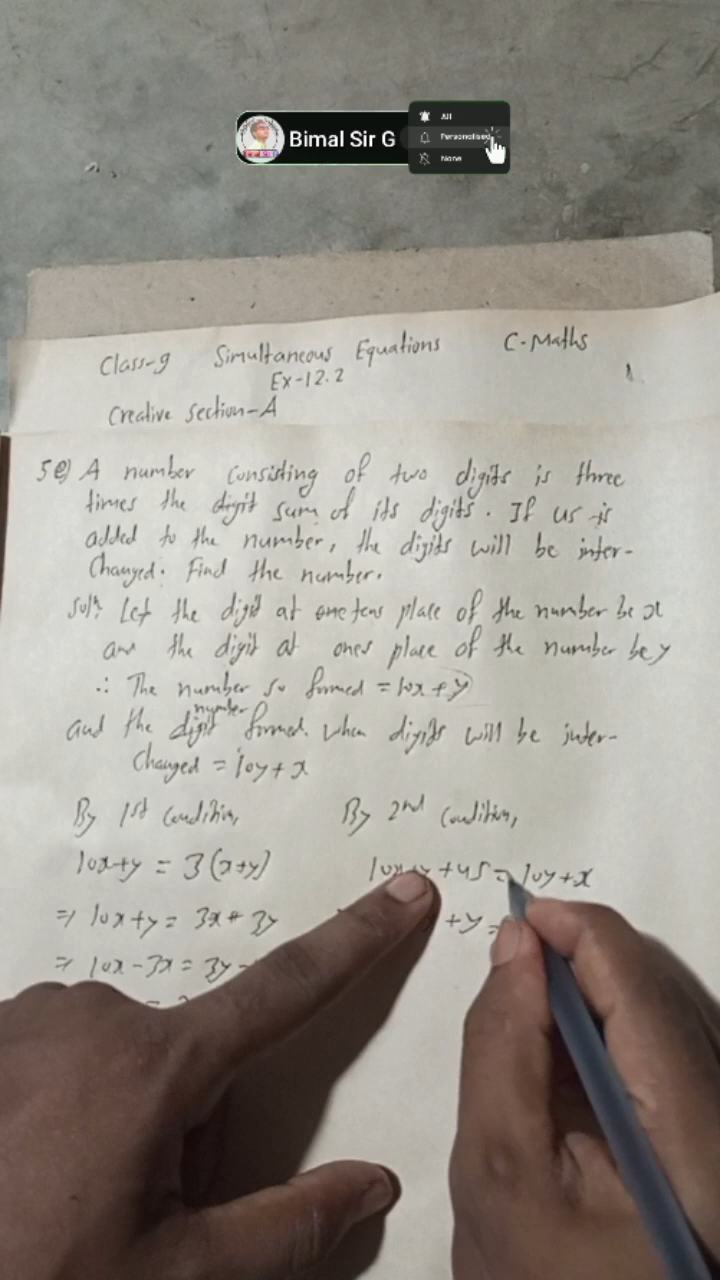 Bimal Sir G
All
Personalised
None
Class-9 Simultaneous Equations C-Maths
Ex-12.2
Creative section-A
5e) A number consisting of two digits is three
times the digit sum of its digits. If 45 is
added to the number, the digits will be inter-
Changed. Find the number.
Solⁿ: Let the digit at tens place of the number be x
and the digit at ones place of the number be y
∴ The number so formed = 10x + y
and the number formed. when digits will be inter-
Changed = 10y + x
By 1st Condition, By 2nd Condition,
10x+y = 3(x+y) 10x+y +45 = 10y+x
⇒ 10x+y = 3x+3y +y =
⇒ 10x-3x = 3y-